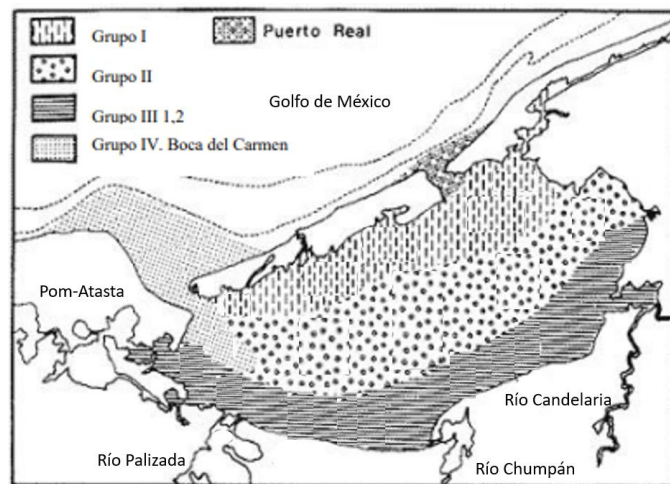 Grupo I
Puerto Real
Grupo II
Golfo de México
Grupo III 1,2
Grupo IV. Boca del Carmen
Pom-Atasta
Río Candelaria
Río Palizada
Río Chumpán